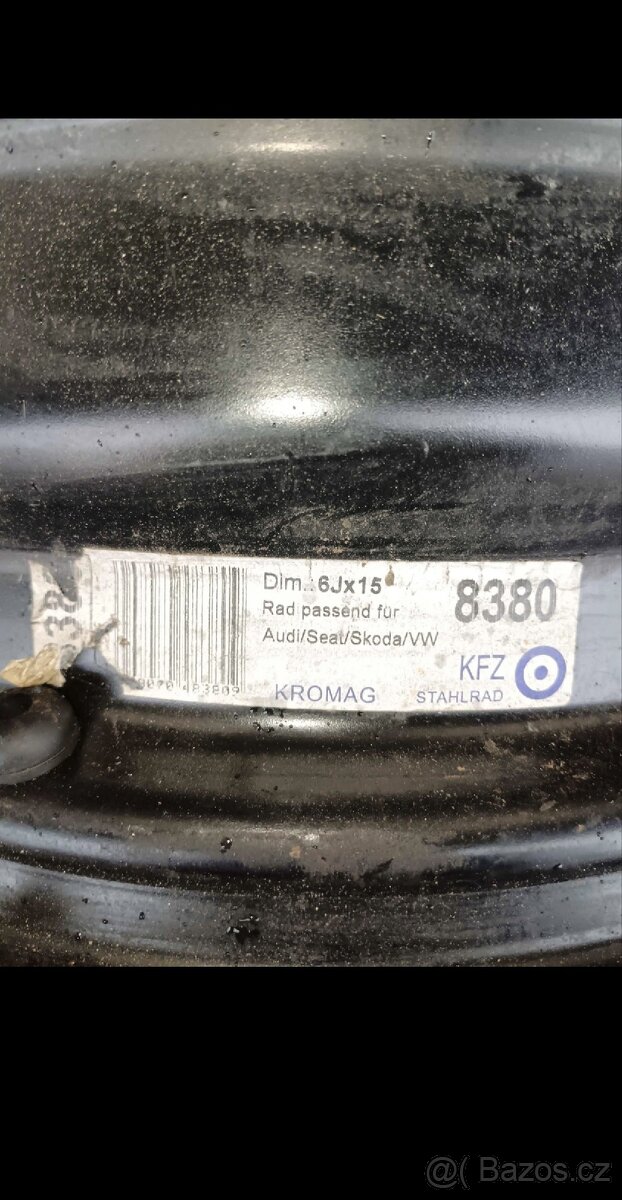 Dim.:6Jx15
8380
Rad passend für
Audi/Seat/Skoda/VW
KFZ
KROMAG
STAHLRAD
@( Bazos.cz